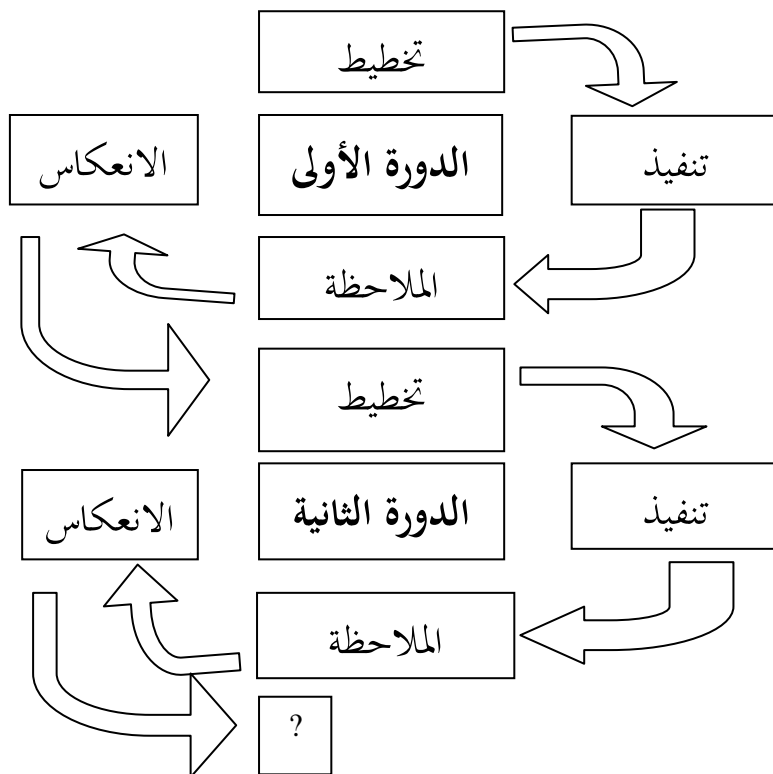 تخطيط
تنفيذ
الدورة الأولى
الانعكاس
الملاحظة
تخطيط
تنفيذ
الدورة الثانية
الانعكاس
الملاحظة
?